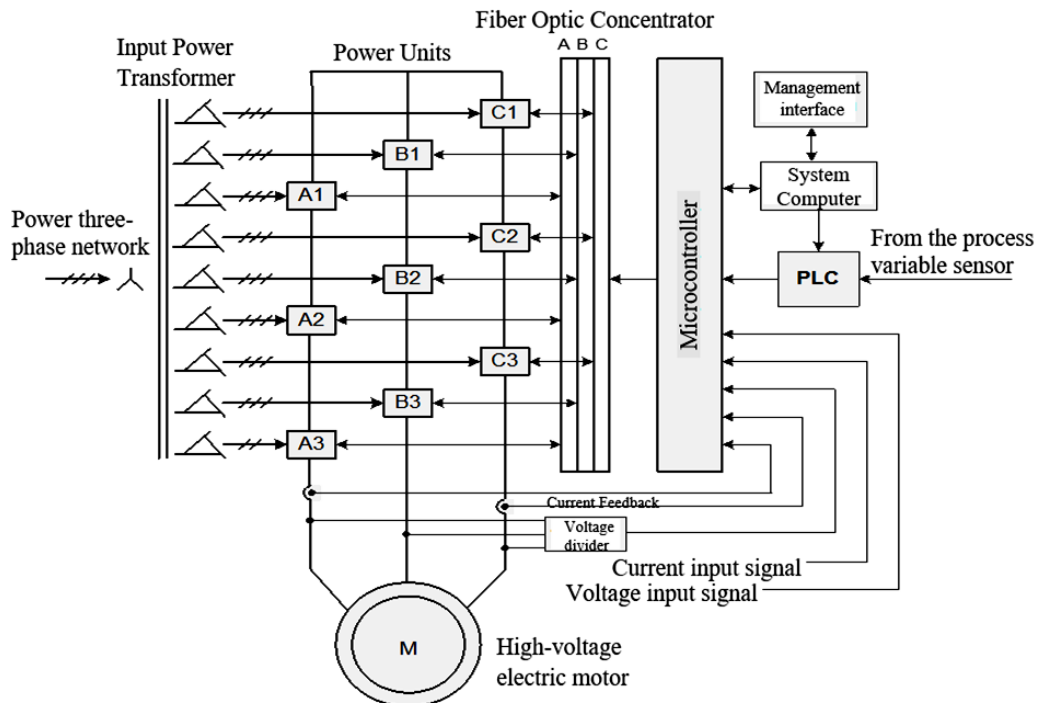 Fiber Optic Concentrator
A B C
Input Power
Transformer
Power Units
C1
B1
A1
C2
B2
A2
C3
B3
A3
Power three-
phase network
Microcontroller
Management
interface
System
Computer
PLC
From the process
variable sensor
Current Feedback
Voltage
divider
Current input signal
Voltage input signal
M
High-voltage
electric motor